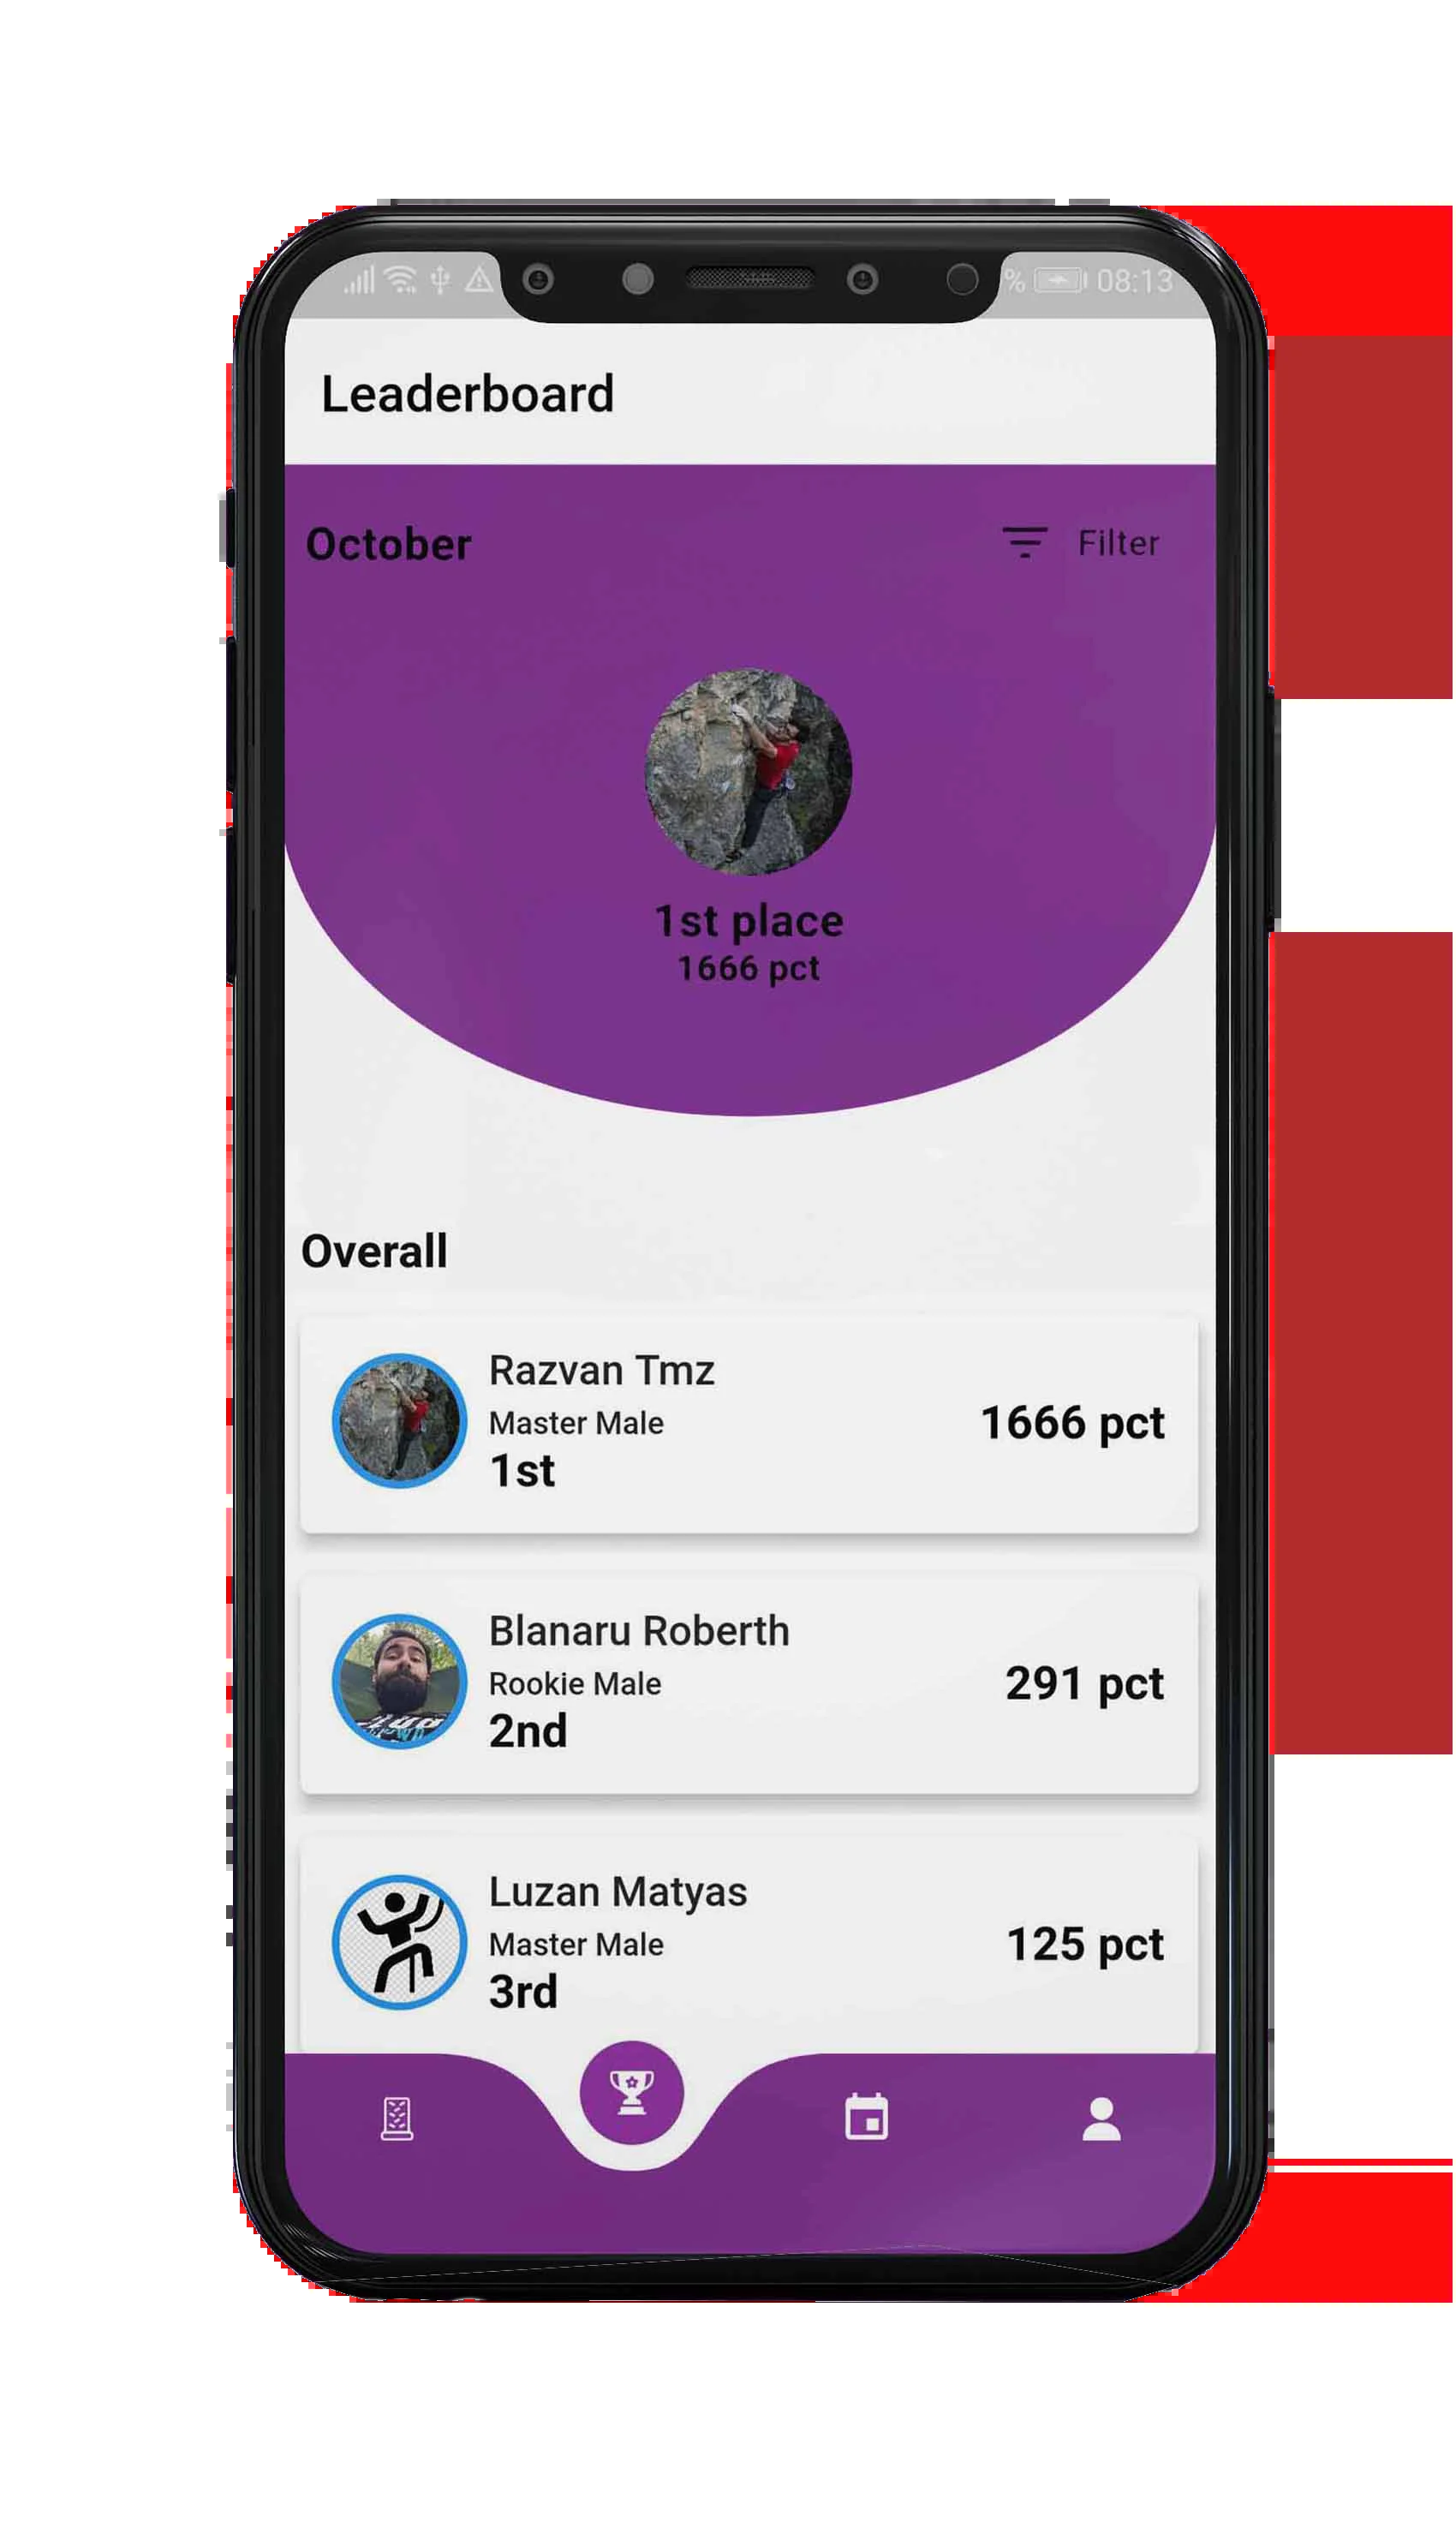 % 08:13
Leaderboard
October
Filter
1st place
1666 pct
Overall
Razvan Tmz
Master Male
1666 pct
1st
Blanaru Roberth
Rookie Male
291 pct
2nd
Luzan Matyas
Master Male
125 pct
3rd